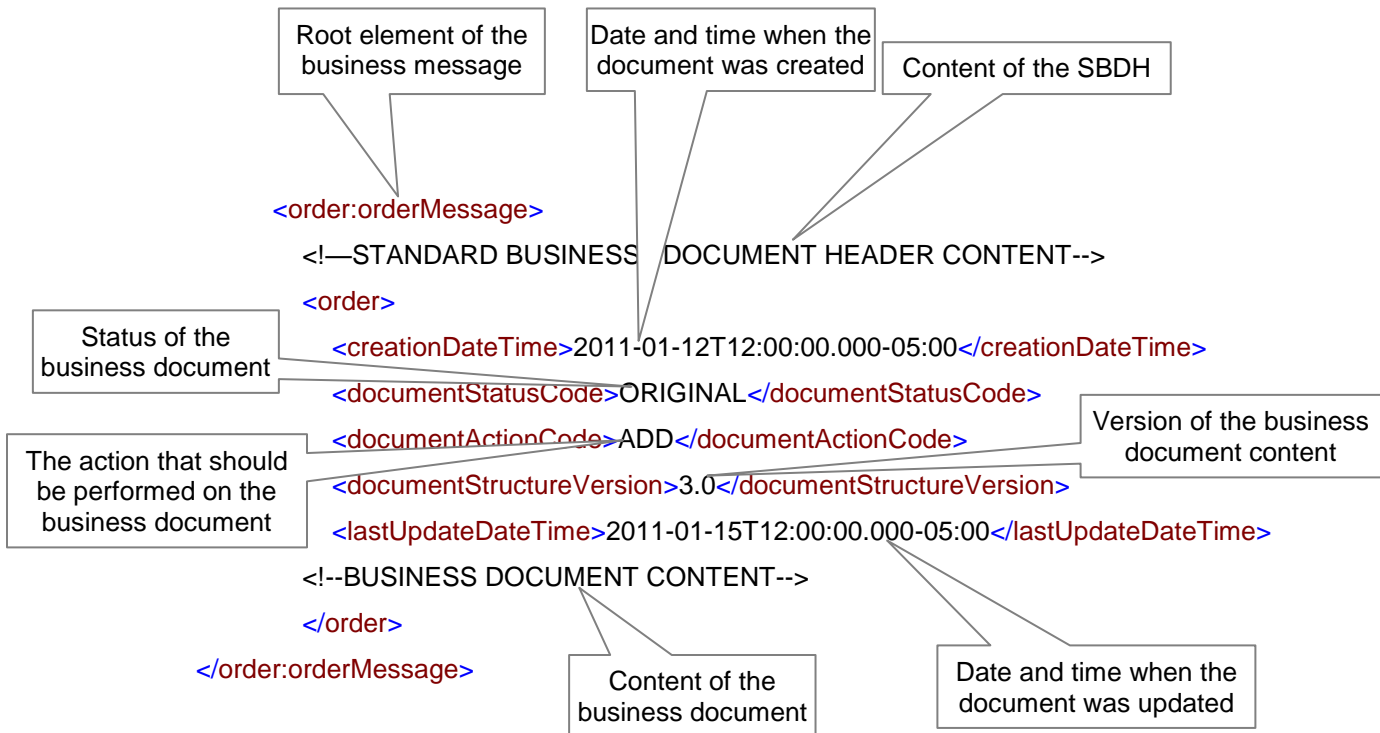 Root element of the
business message
Date and time when the
document was created
Content of the SBDH
<order:orderMessage>
<!—STANDARD BUSINESS DOCUMENT HEADER CONTENT-->
<order>
Status of the
business document
<creationDateTime>2011-01-12T12:00:00.000-05:00</creationDateTime>
<documentStatusCode>ORIGINAL</documentStatusCode>
Version of the business
document content
<documentActionCode>ADD</documentActionCode>
The action that should
be performed on the
business document
<documentStructureVersion>3.0</documentStructureVersion>
<lastUpdateDateTime>2011-01-15T12:00:00.000-05:00</lastUpdateDateTime>
<!--BUSINESS DOCUMENT CONTENT-->
</order>
</order:orderMessage>
Content of the
business document
Date and time when the
document was updated